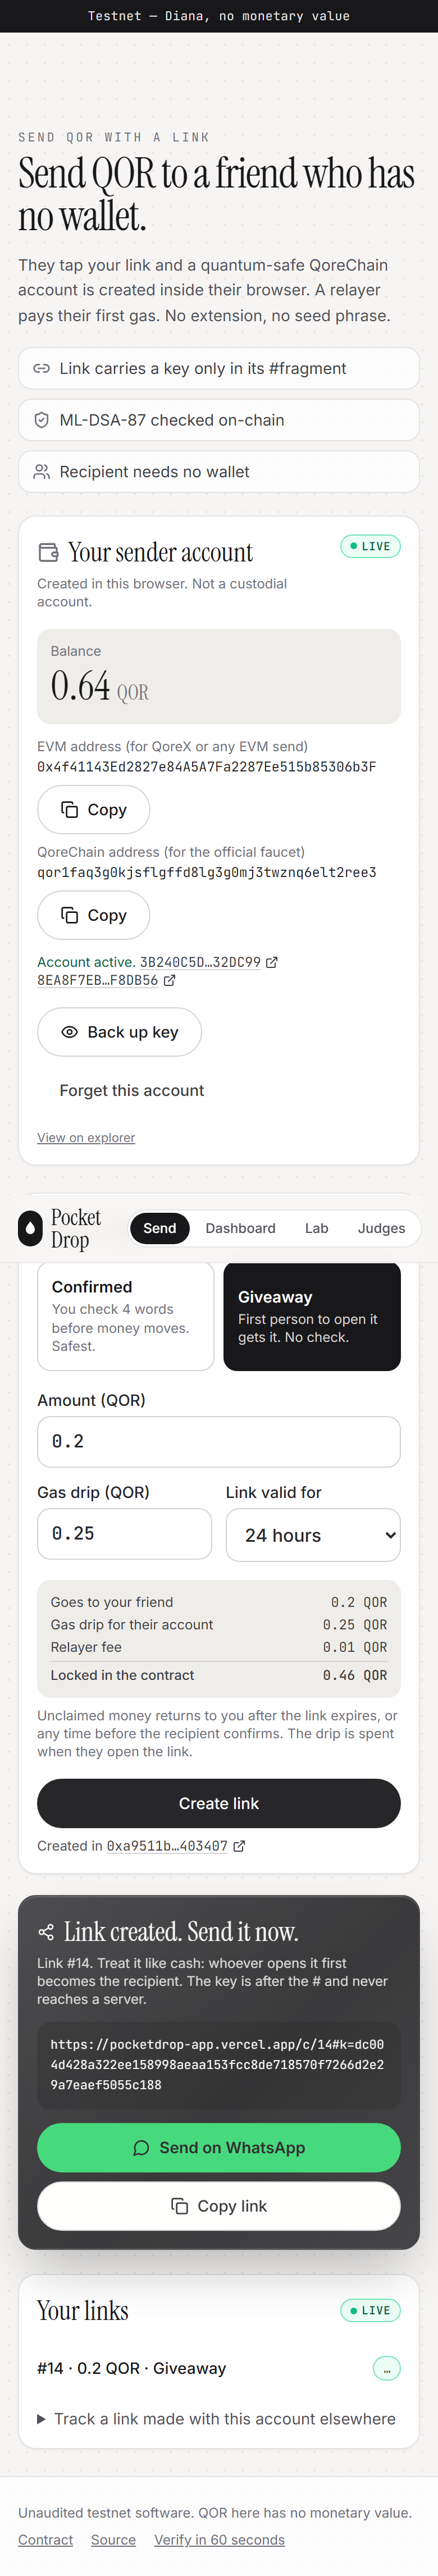 Testnet — Diana, no monetary value
SEND QOR WITH A LINK
Send QOR to a friend who has
no wallet.
They tap your link and a quantum-safe QoreChain
account is created inside their browser. A relayer
pays their first gas. No extension, no seed phrase.
Link carries a key only in its #fragment
ML-DSA-87 checked on-chain
Recipient needs no wallet
Your sender account
LIVE
Created in this browser. Not a custodial
account.
Balance
0.64 QOR
EVM address (for QoreX or any EVM send)
0x4f41143Ed2827e84A5A7Fa2287Ee515b85306b3F
Copy
QoreChain address (for the official faucet)
qor1faq3g0kjsflgffd8lg3g0mj3twznq6elt2ree3
Copy
Account active. 3B240C5D…32DC99
8EA8F7EB…F8DB56
Back up key
Forget this account
View on explorer
Pocket
Drop
Send
Dashboard
Lab
Judges
Confirmed
You check 4 words
before money moves.
Safest.
Giveaway
First person to open it
gets it. No check.
Amount (QOR)
0.2
Gas drip (QOR)
Link valid for
0.25
24 hours
Goes to your friend 0.2 QOR
Gas drip for their account 0.25 QOR
Relayer fee 0.01 QOR
Locked in the contract 0.46 QOR
Unclaimed money returns to you after the link expires, or
any time before the recipient confirms. The drip is spent
when they open the link.
Create link
Created in 0xa9511b…403407
Link created. Send it now.
Link #14. Treat it like cash: whoever opens it first
becomes the recipient. The key is after the # and never
reaches a server.
https://pocketdrop-app.vercel.app/c/14#k=dc00
4d428a322ee158998aeaa153fcc8de718570f7266d2e2
9a7eaef5055c188
Send on WhatsApp
Copy link
Your links
LIVE
#14 · 0.2 QOR · Giveaway
…
Track a link made with this account elsewhere
Unaudited testnet software. QOR here has no monetary value.
Contract
Source
Verify in 60 seconds